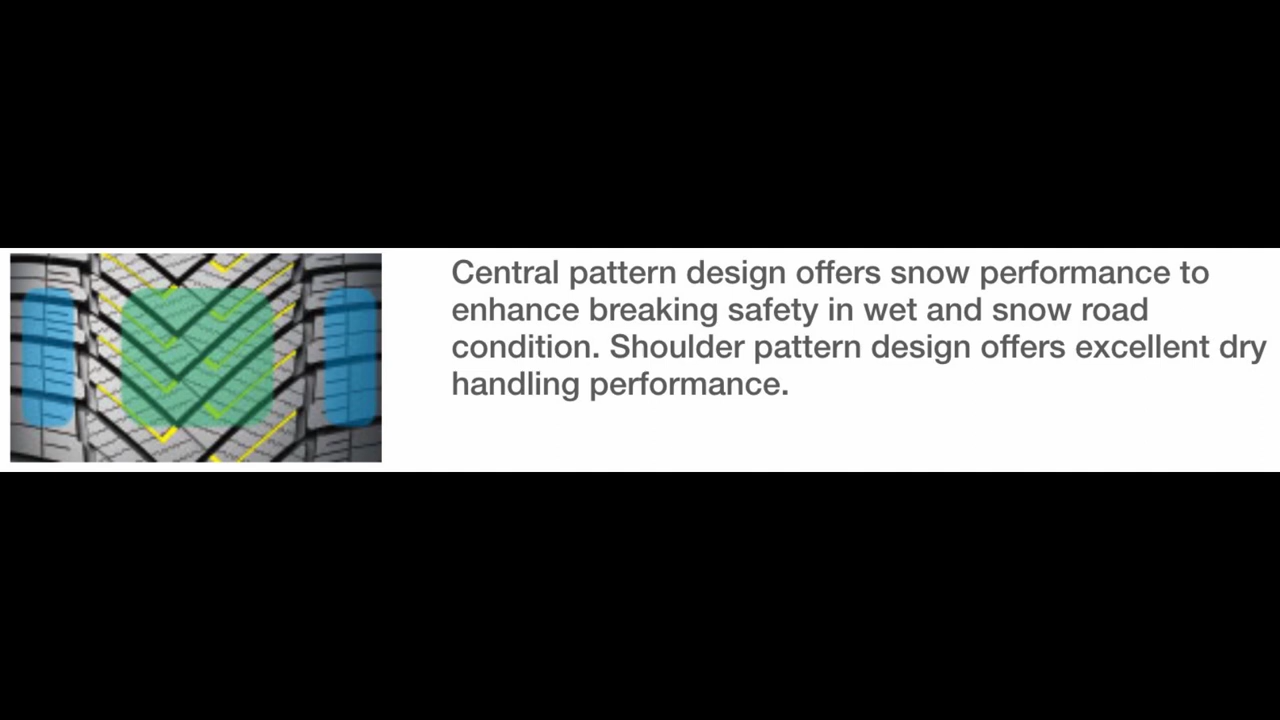 Central pattern design offers snow performance to
enhance breaking safety in wet and snow road
condition. Shoulder pattern design offers excellent dry
handling performance.